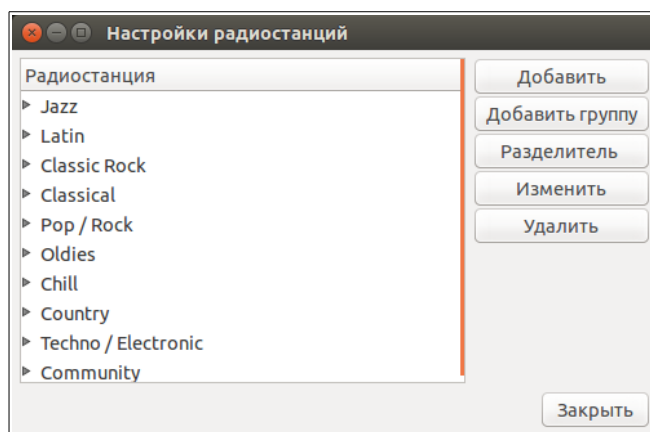 Настройки радиостанций
Радиостанция
Jazz
Latin
Classic Rock
Classical
Pop / Rock
Oldies
Chill
Country
Techno / Electronic
Community
Добавить
Добавить группу
Разделитель
Изменить
Удалить
Закрыть